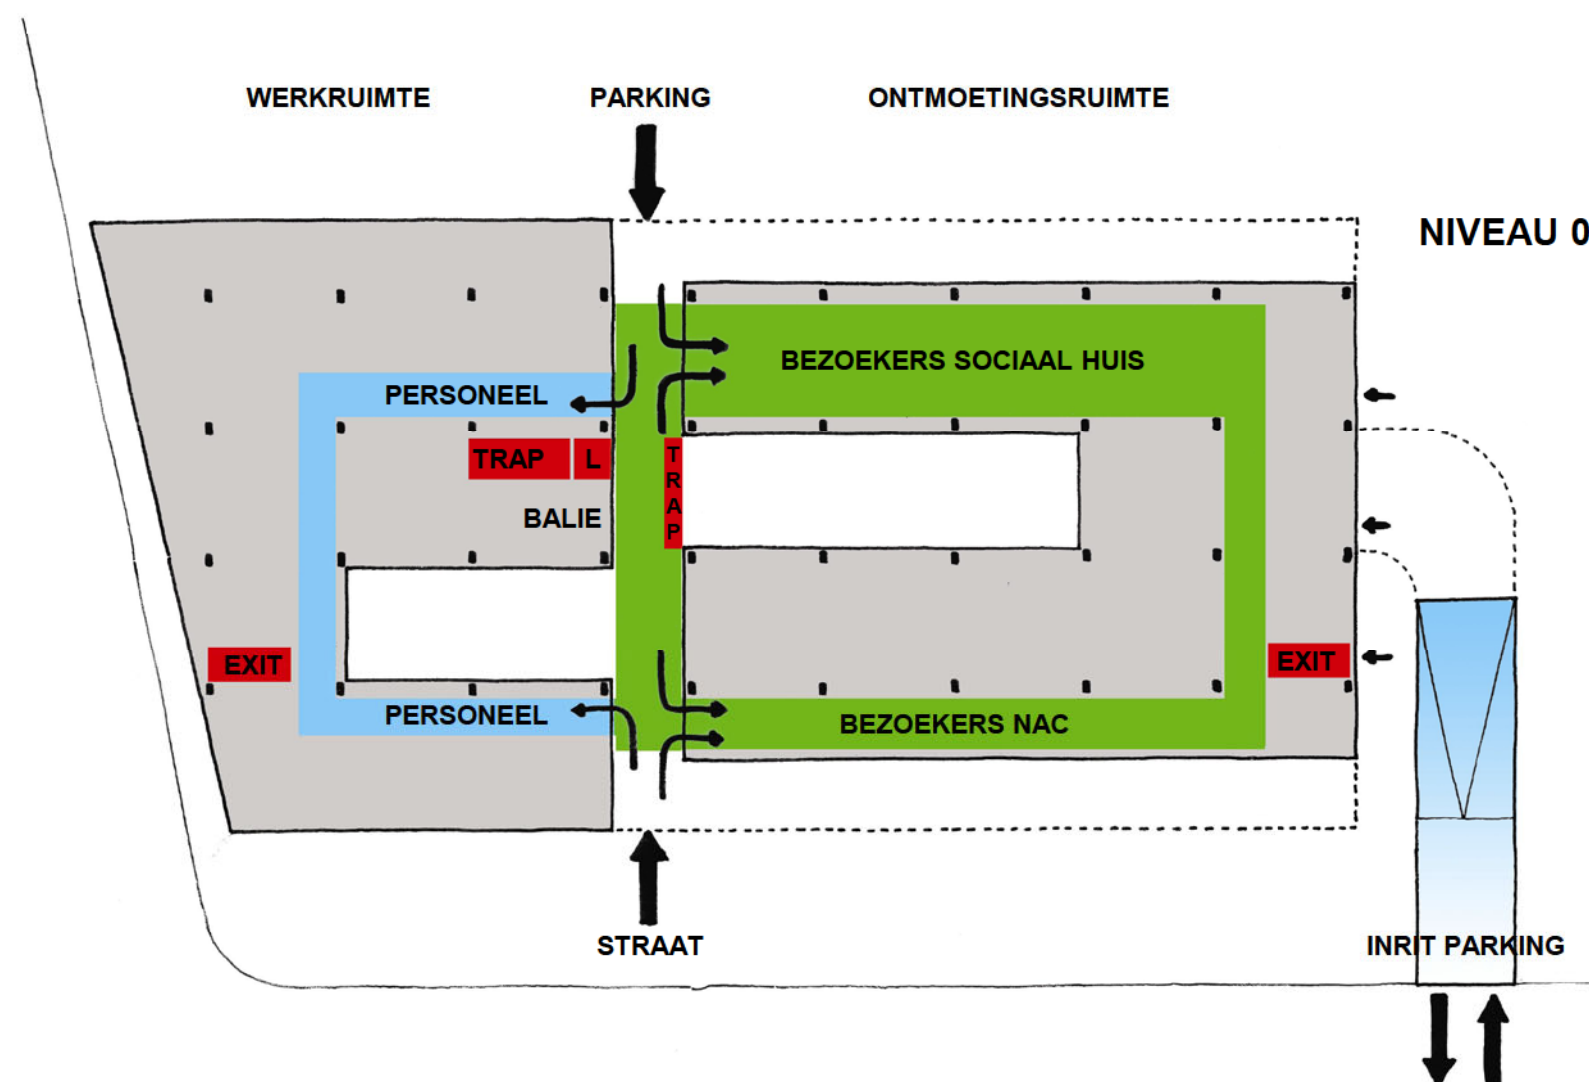 WERKRUIMTE
PARKING
ONTMOETINGSRUIMTE
NIVEAU 0
BEZOEKERS SOCIAAL HUIS
PERSONEEL
TRAP
L
TRAP
BALIE
EXIT
EXIT
PERSONEEL
BEZOEKERS NAC
STRAAT
INRIT PARKING